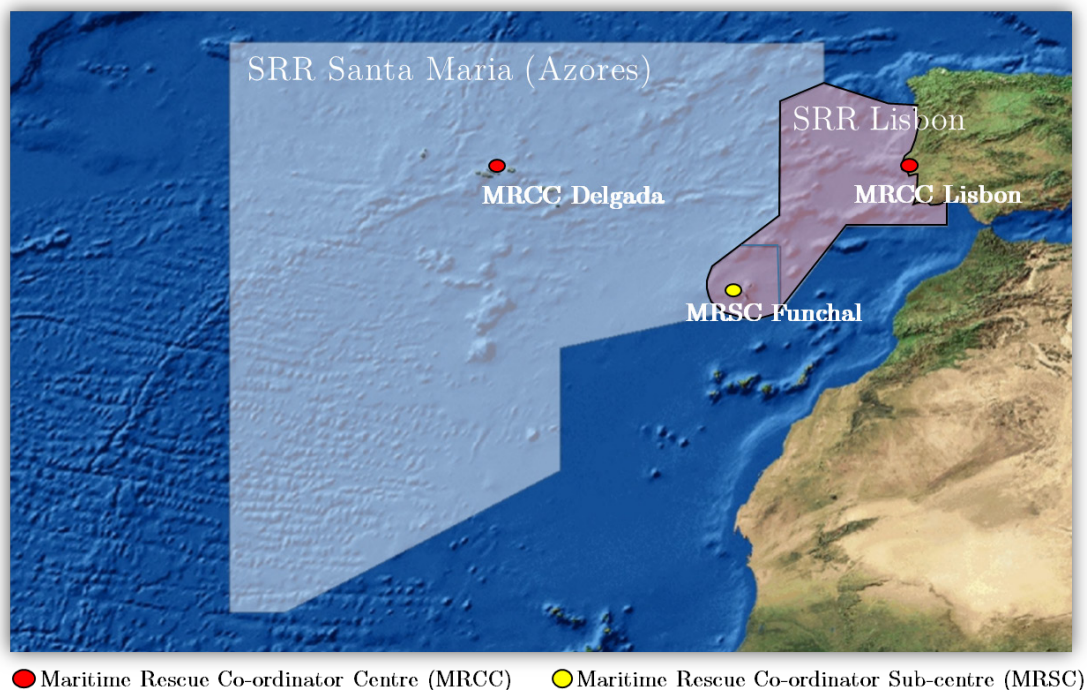 SRR Santa Maria (Azores)
SRR Lisbon
MRCC Delgada
MRCC Lisbon
MRSC Funchal
Maritime Rescue Co-ordinator Centre (MRCC)
Maritime Rescue Co-ordinator Sub-centre (MRSC)